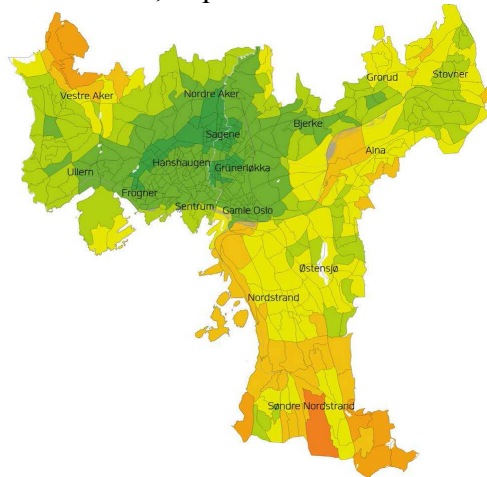 Grorud
Stovner
Vestre Aker
Nordre Aker
Bjerke
Sagene
Alna
Hanshaugen
Grünerløkka
Ullern
Frogner
Sentrum
Gamle Oslo
Østensjø
Nordstrand
Søndre Nordstrand